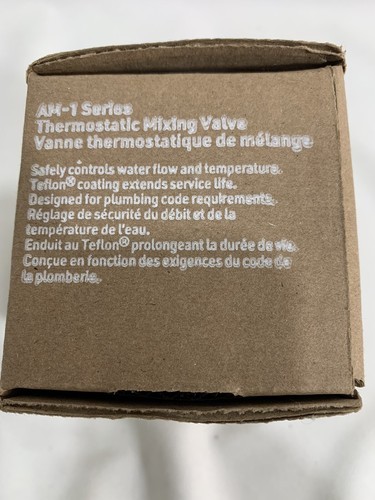 AM-1 Series
Thermostatic Mixing Valve
Vanne thermostatique de mélange
Safely controls water flow and temperature.
Teflon® coating extends service life.
Designed for plumbing code requirements.
Réglage de sécurité du débit et de la
température de l'eau.
Enduit au Teflon® prolongeant la durée de vie.
Conçue en fonction des exigences du code de
la plomberie.